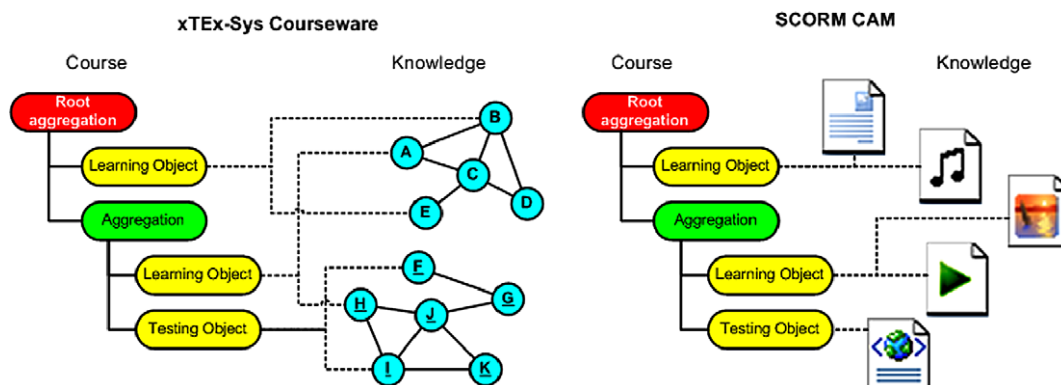 xTEx-Sys Courseware
Course
Knowledge
Root
aggregation
Learning Object
Aggregation
Learning Object
Testing Object
B
A
C
D
E
F
G
H
J
I
K
SCORM CAM
Course
Knowledge
Root
aggregation
Learning Object
Aggregation
Learning Object
Testing Object